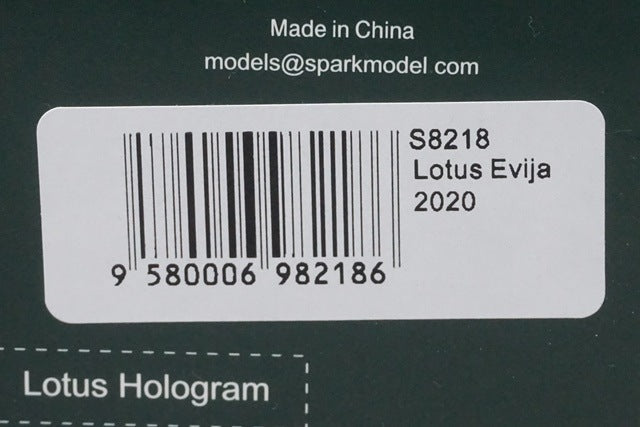 Made in China
models@sparkmodel.com
S8218
Lotus Evija
2020
9 580006 982186
Lotus Hologram